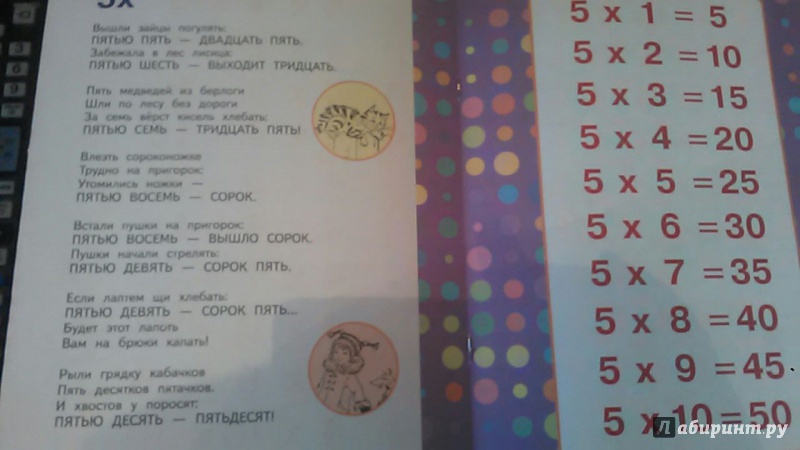 5х
Вышли зайцы погулять:
ПЯТЬЮ ПЯТЬ — ДВАДЦАТЬ ПЯТЬ.
Забежала в лес лисица:
ПЯТЬЮ ШЕСТЬ — ВЫХОДИТ ТРИДЦАТЬ.
Пять медведей из берлоги
Шли по лесу без дороги
За семь вёрст кисель хлебать:
ПЯТЬЮ СЕМЬ — ТРИДЦАТЬ ПЯТЬ!
Влезть сороконожке
Трудно на пригорок:
Утомились ножки —
ПЯТЬЮ ВОСЕМЬ — СОРОК.
Встали пушки на пригорок:
ПЯТЬЮ ВОСЕМЬ — ВЫШЛО СОРОК.
Пушки начали стрелять:
ПЯТЬЮ ДЕВЯТЬ — СОРОК ПЯТЬ.
Если лаптем щи хлебать:
ПЯТЬЮ ДЕВЯТЬ — СОРОК ПЯТЬ...
Будет этот лапоть
Вам на брюки капать!
Рыли грядку кабачков
Пять десятков пятачков.
И хвостов у поросят:
ПЯТЬЮ ДЕСЯТЬ — ПЯТЬДЕСЯТ!
5 x 1 = 5
5 x 2 = 10
5 x 3 = 15
5 x 4 = 20
5 x 5 = 25
5 x 6 = 30
5 x 7 = 35
5 x 8 = 40
5 x 9 = 45
5 x 10 = 50
Лабиринт.ру